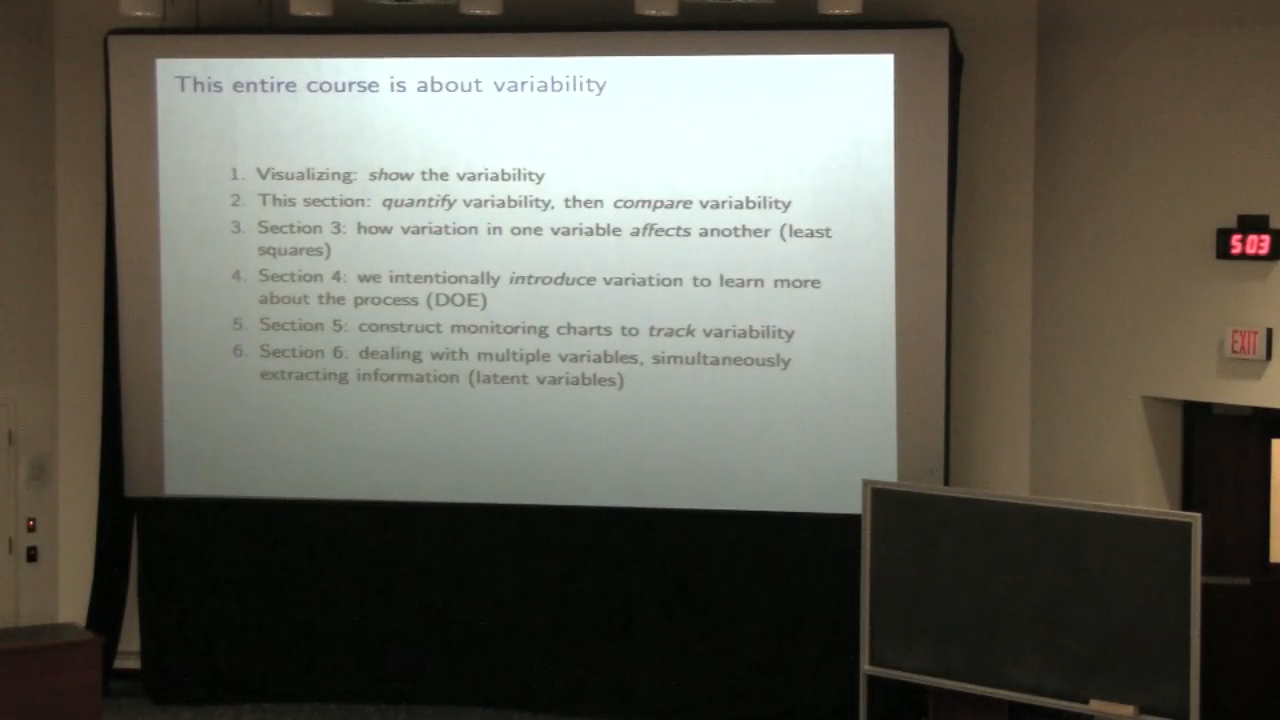 This entire course is about variability
1. Visualizing: show the variability
2. This section: quantify variability, then compare variability
3. Section 3: how variation in one variable affects another (least
squares)
4. Section 4: we intentionally introduce variation to learn more
about the process (DOE)
5. Section 5: construct monitoring charts to track variability
6. Section 6: dealing with multiple variables, simultaneously
extracting information (latent variables)
5 03
EXIT